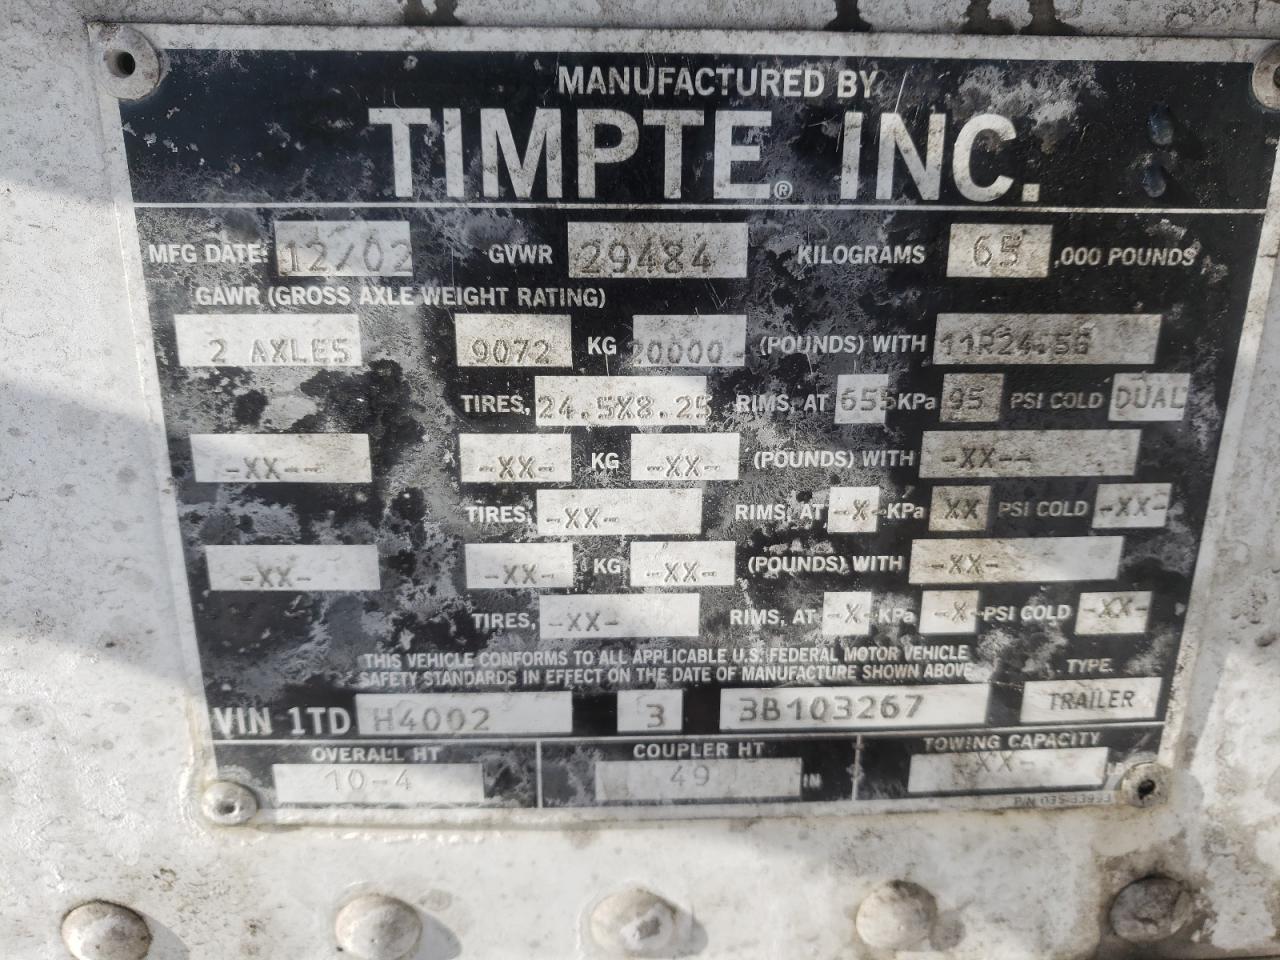 MANUFACTURED BY
TIMPTE® INC.
MFG DATE: 12/02 GVWR 29484 KILOGRAMS 65 ,000 POUNDS
GAWR (GROSS AXLE WEIGHT RATING)
2 AXLES 9072 KG 20000- (POUNDS) WITH 11R24.5G
TIRES, 24.5X8.25 RIMS, AT 655 KPa 95 PSI COLD DUAL
-XX-- -XX- KG -XX- (POUNDS) WITH -XX--
TIRES, -XX- RIMS, AT -X- KPa XX PSI COLD -XX-
-XX- -XX- KG -XX- (POUNDS) WITH -XX-
TIRES, -XX- RIMS, AT -X- KPa -X- PSI COLD -XX-
THIS VEHICLE CONFORMS TO ALL APPLICABLE U.S. FEDERAL MOTOR VEHICLE
SAFETY STANDARDS IN EFFECT ON THE DATE OF MANUFACTURE SHOWN ABOVE.
TYPE
VIN 1TD H4002 3 3B103267 TRAILER
OVERALL HT COUPLER HT TOWING CAPACITY
10-4 49 IN -XX-
P/N